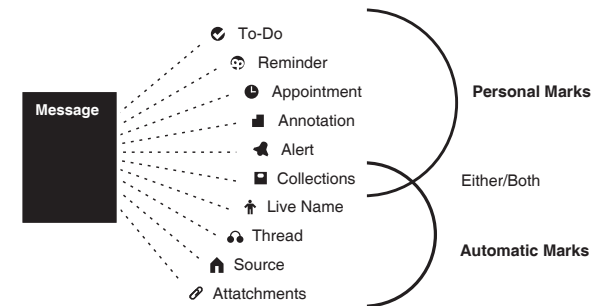 Message
To-Do
Reminder
Appointment
Annotation
Alert
Collections
Live Name
Thread
Source
Attatchments
Personal Marks
Either/Both
Automatic Marks